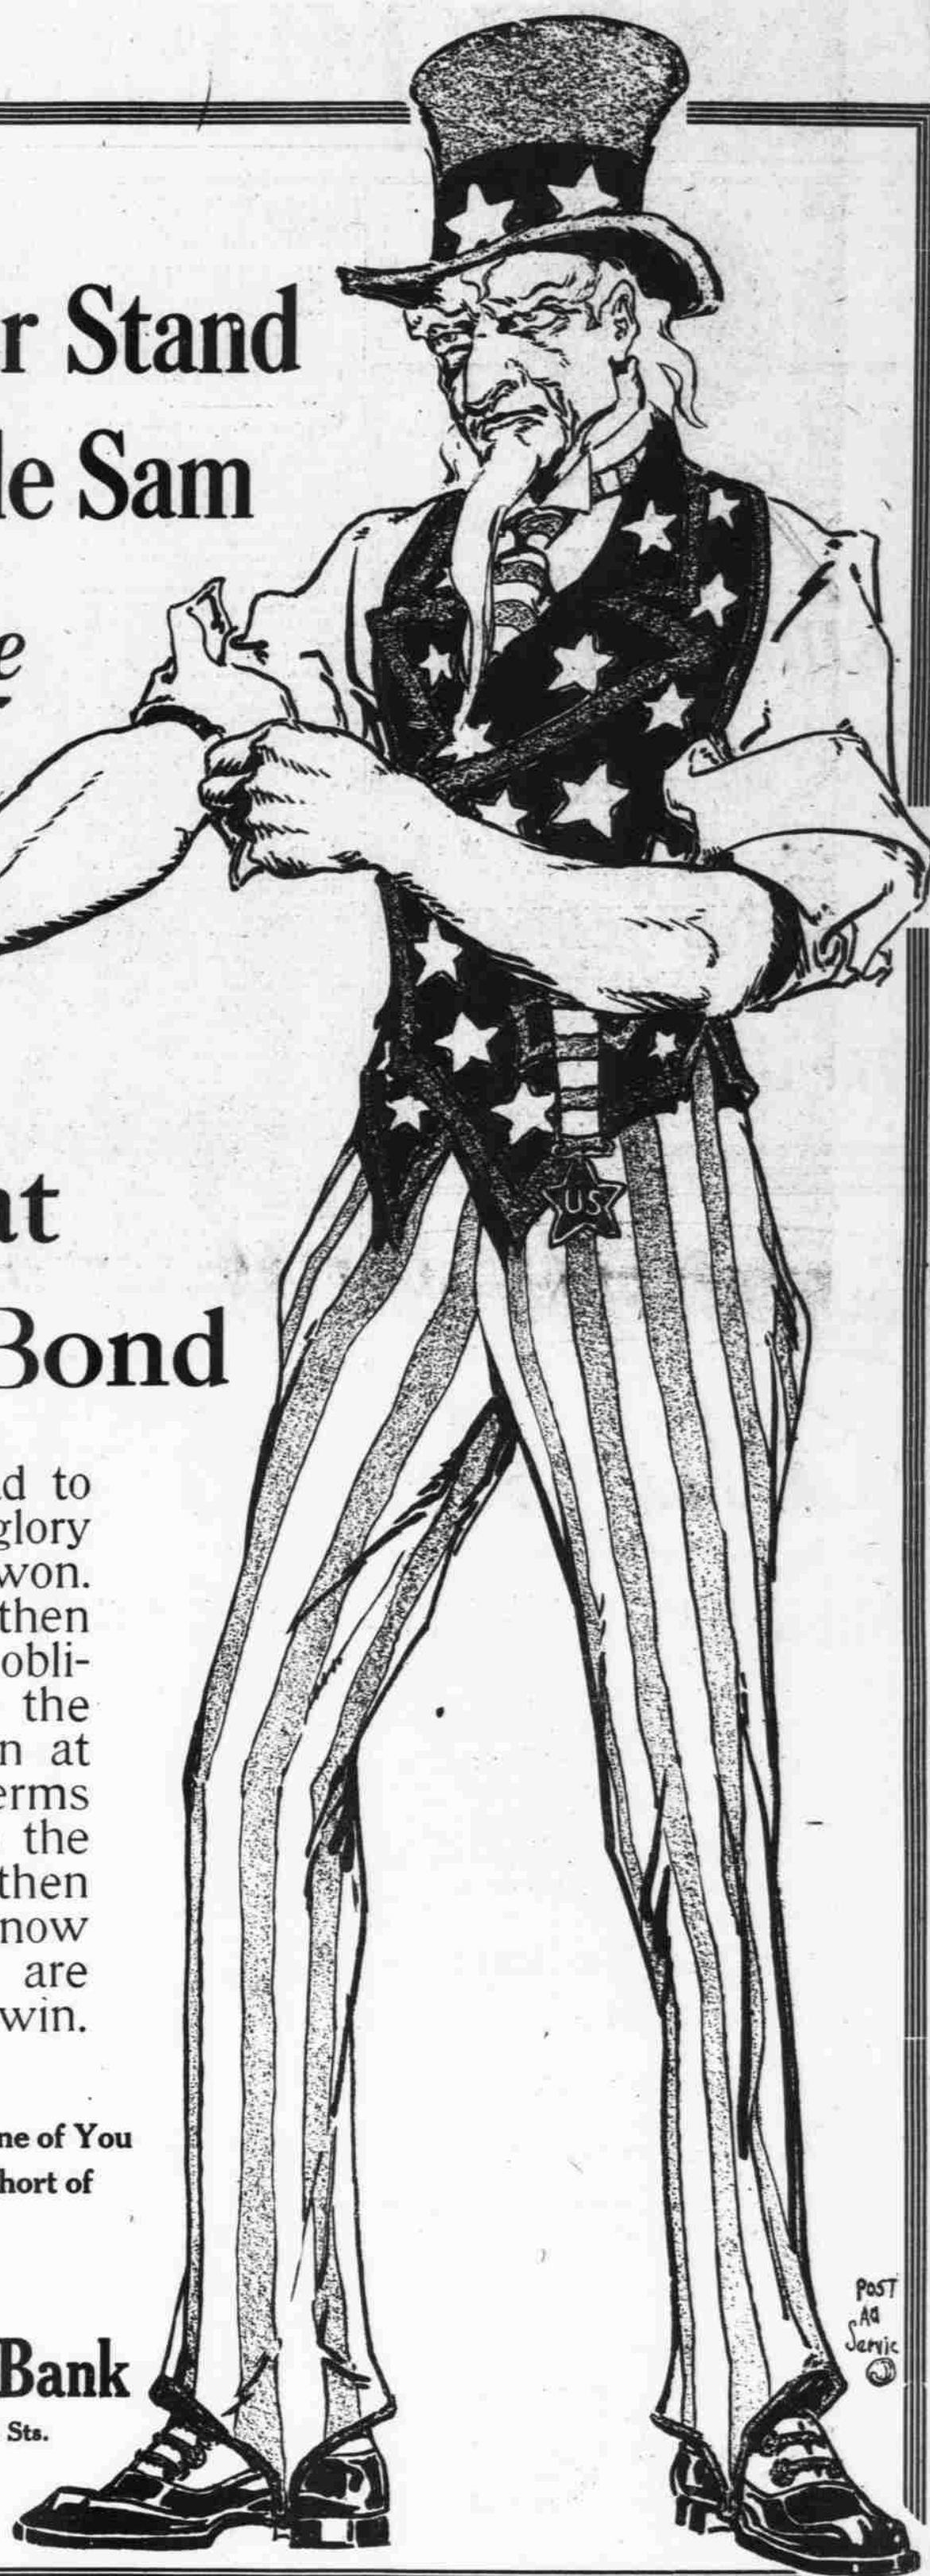 r Stand
le Sam
e
at
Bond
d to
glory
won.
then
obli-
the
n at
erms
the
then
now
are
win.
ne of You
hort of
Bank
Sts.
US
POST
Ad
Servic